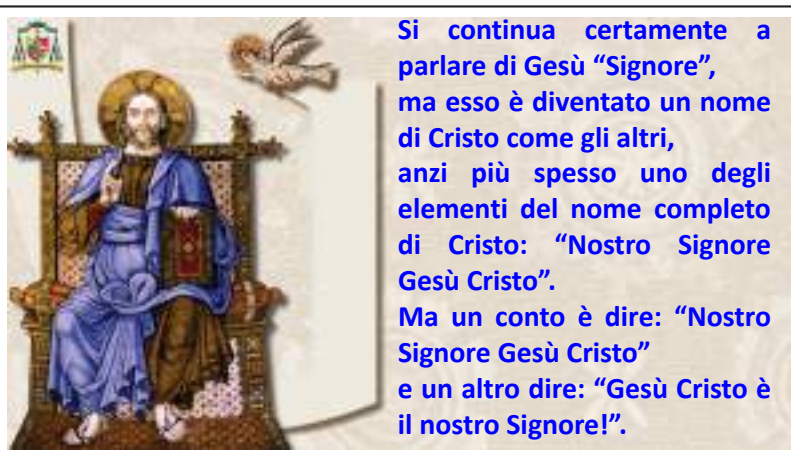 Si continua certamente a
parlare di Gesù “Signore”,
ma esso è diventato un nome
di Cristo come gli altri,
anzi più spesso uno degli
elementi del nome completo
di Cristo: “Nostro Signore
Gesù Cristo”.
Ma un conto è dire: “Nostro
Signore Gesù Cristo”
e un altro dire: “Gesù Cristo è
il nostro Signore!”.